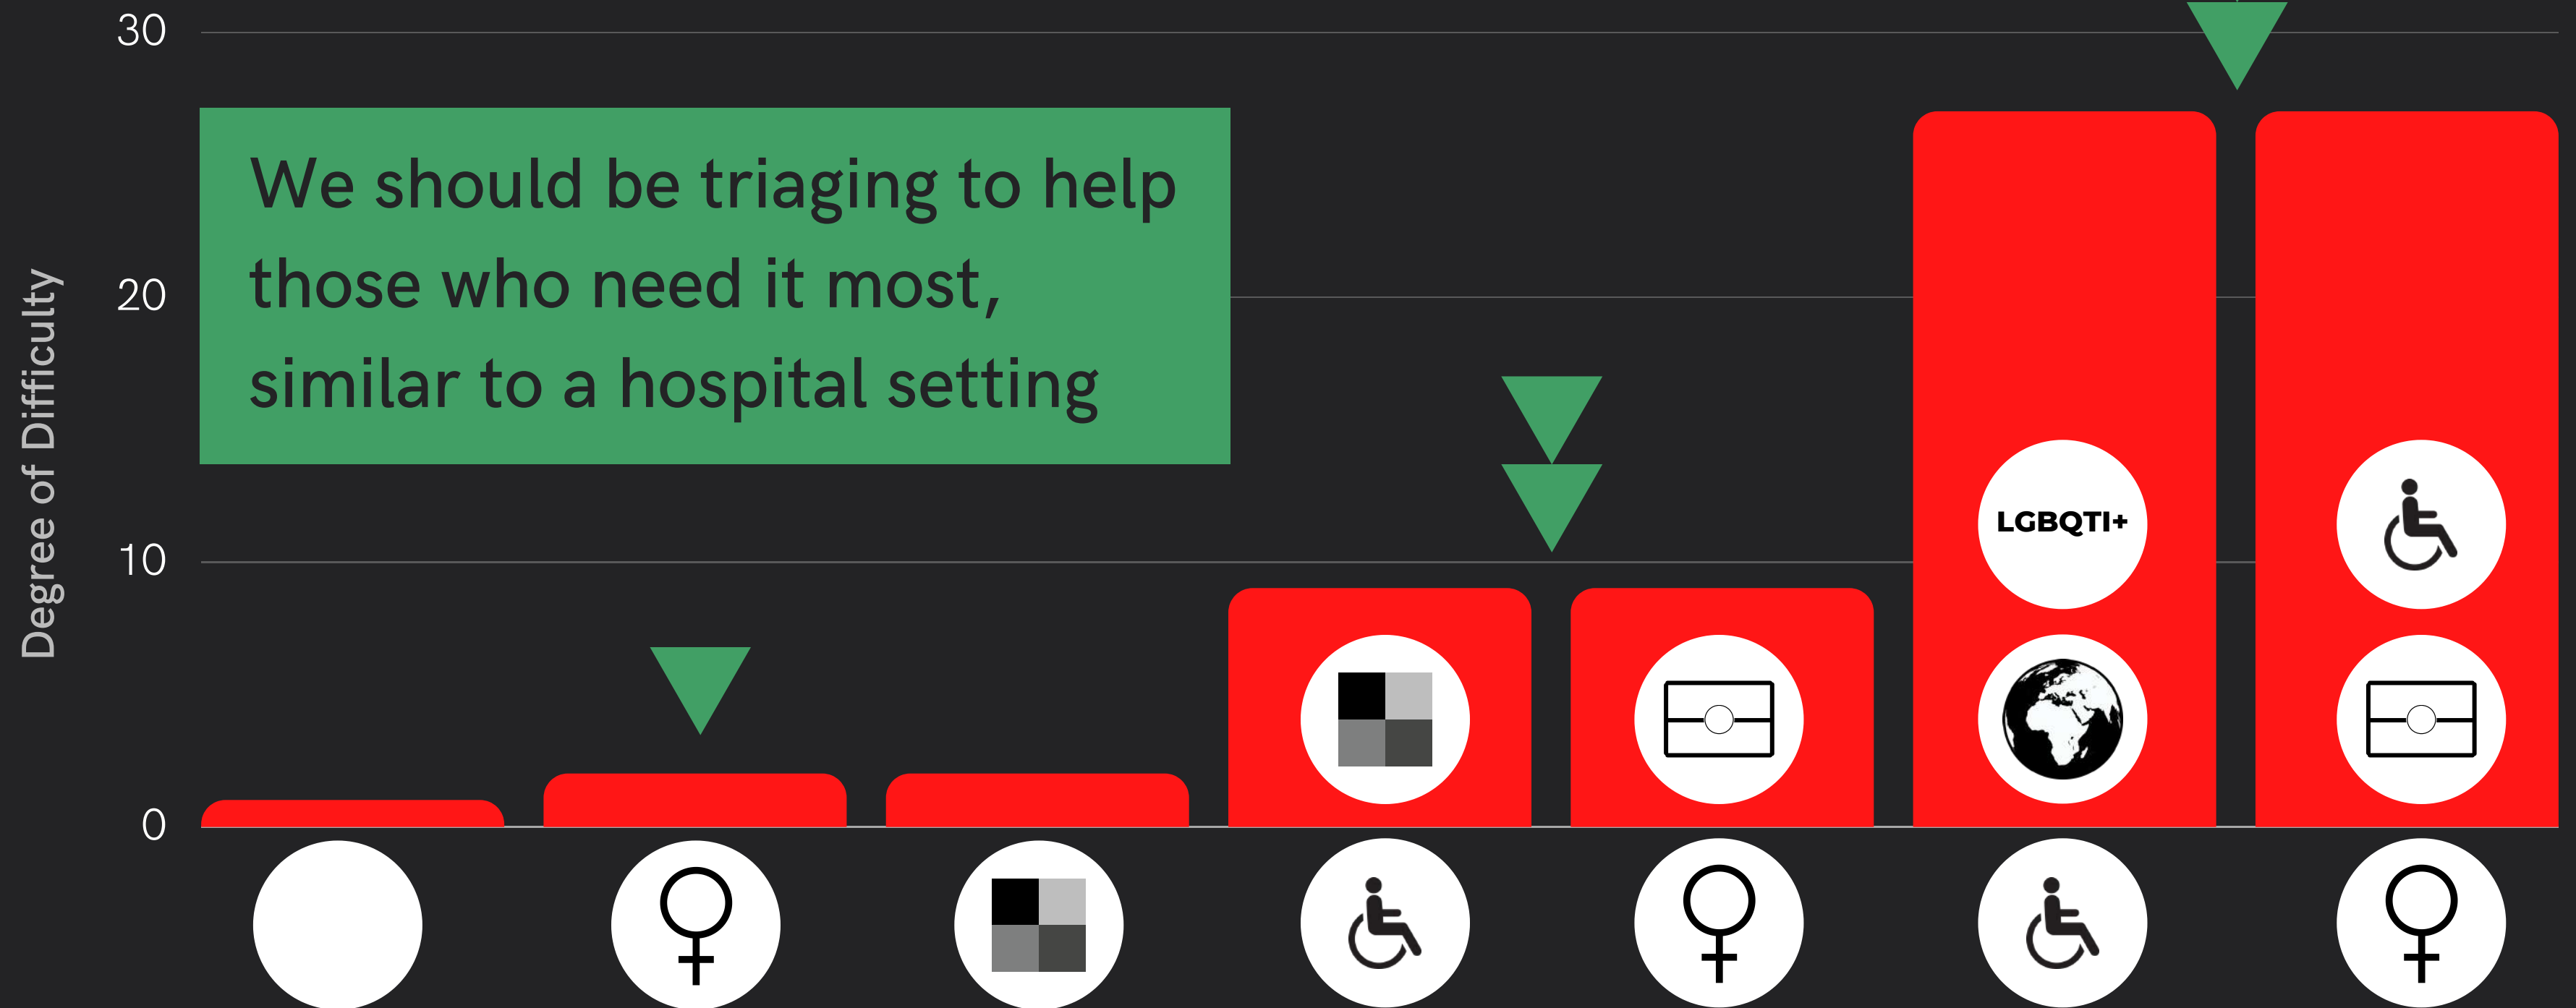 30
We should be triaging to help
those who need it most,
similar to a hospital setting
Degree of Difficulty
20
10
0
LGBQTI+